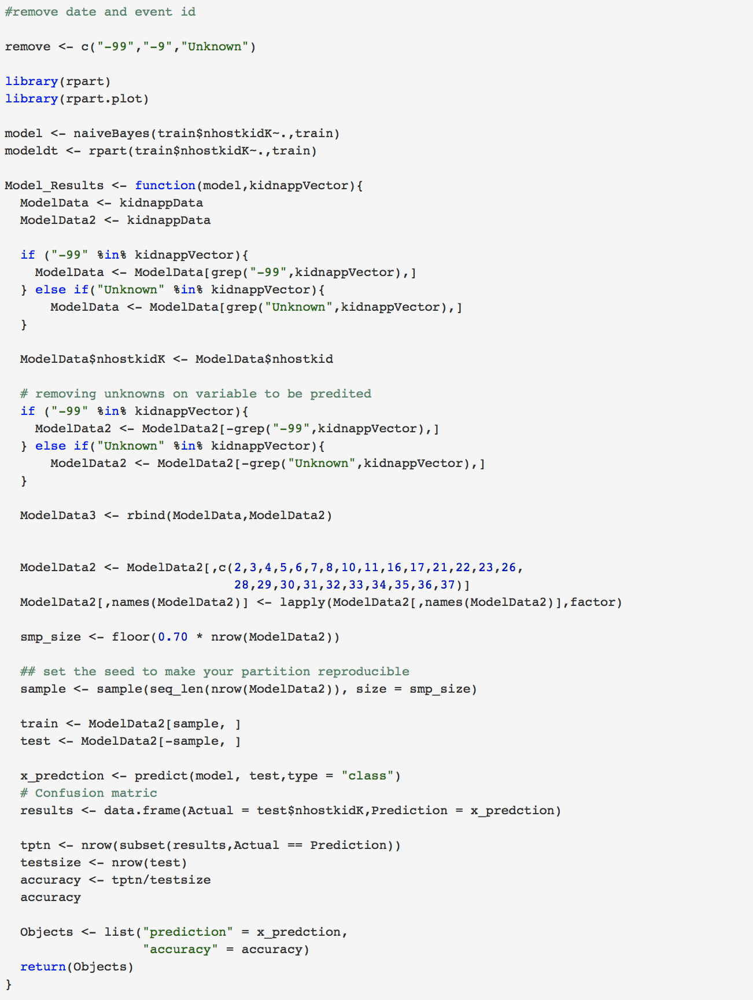 #remove date and event id
remove <- c("-99","-9","Unknown")
library(rpart)
library(rpart.plot)
model <- naiveBayes(train$nhostkidK~.,train)
modeldt <- rpart(train$nhostkidK~.,train)
Model_Results <- function(model,kidnappVector){
  ModelData <- kidnappData
  ModelData2 <- kidnappData
  if ("-99" %in% kidnappVector){
    ModelData <- ModelData[grep("-99",kidnappVector),]
  } else if("Unknown" %in% kidnappVector){
      ModelData <- ModelData[grep("Unknown",kidnappVector),]
  }
  ModelData$nhostkidK <- ModelData$nhostkid
  # removing unknowns on variable to be predited
  if ("-99" %in% kidnappVector){
    ModelData2 <- ModelData2[-grep("-99",kidnappVector),]
  } else if("Unknown" %in% kidnappVector){
      ModelData2 <- ModelData2[-grep("Unknown",kidnappVector),]
  }
  ModelData3 <- rbind(ModelData,ModelData2)
  ModelData2 <- ModelData2[,c(2,3,4,5,6,7,8,10,11,16,17,21,22,23,26,
                              28,29,30,31,32,33,34,35,36,37)]
  ModelData2[,names(ModelData2)] <- lapply(ModelData2[,names(ModelData2)],factor)
  smp_size <- floor(0.70 * nrow(ModelData2))
  ## set the seed to make your partition reproducible
  sample <- sample(seq_len(nrow(ModelData2)), size = smp_size)
  train <- ModelData2[sample, ]
  test <- ModelData2[-sample, ]
  x_predction <- predict(model, test,type = "class")
  # Confusion matric
  results <- data.frame(Actual = test$nhostkidK,Prediction = x_predction)
  tptn <- nrow(subset(results,Actual == Prediction))
  testsize <- nrow(test)
  accuracy <- tptn/testsize
  accuracy
  Objects <- list("prediction" = x_predction,
                  "accuracy" = accuracy)
  return(Objects)
}